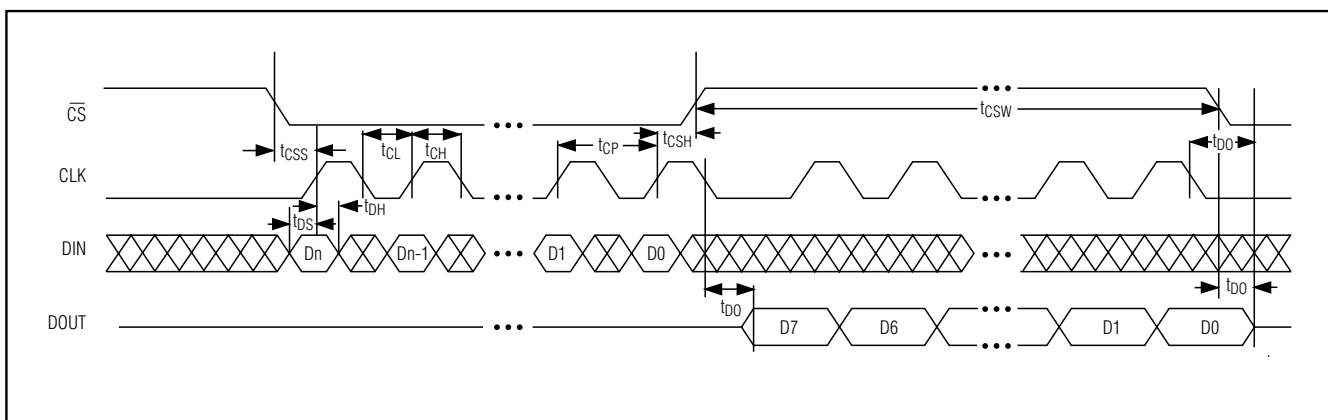 CS
tCSW
tCSS
tCL
tCH
tCP
tCSH
tDO
CLK
tDS
tDH
DIN
Dn
Dn-1
D1
D0
tDO
tDO
DOUT
D7
D6
D1
D0